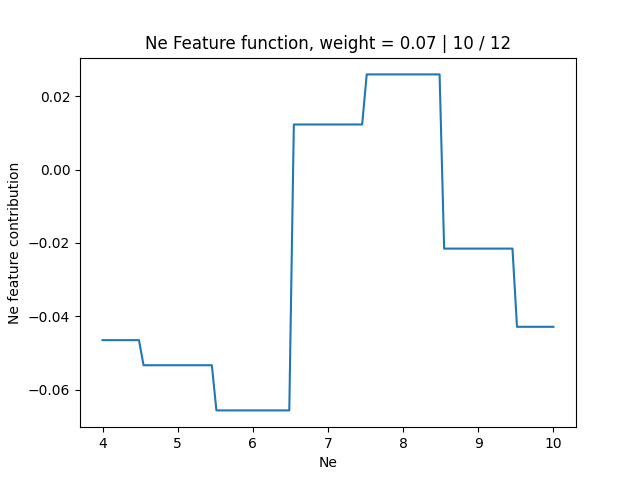 Ne Feature function, weight = 0.07 | 10 / 12
Ne feature contribution
0.02
0.00
−0.02
−0.04
−0.06
4 5 6 7 8 9 10
Ne